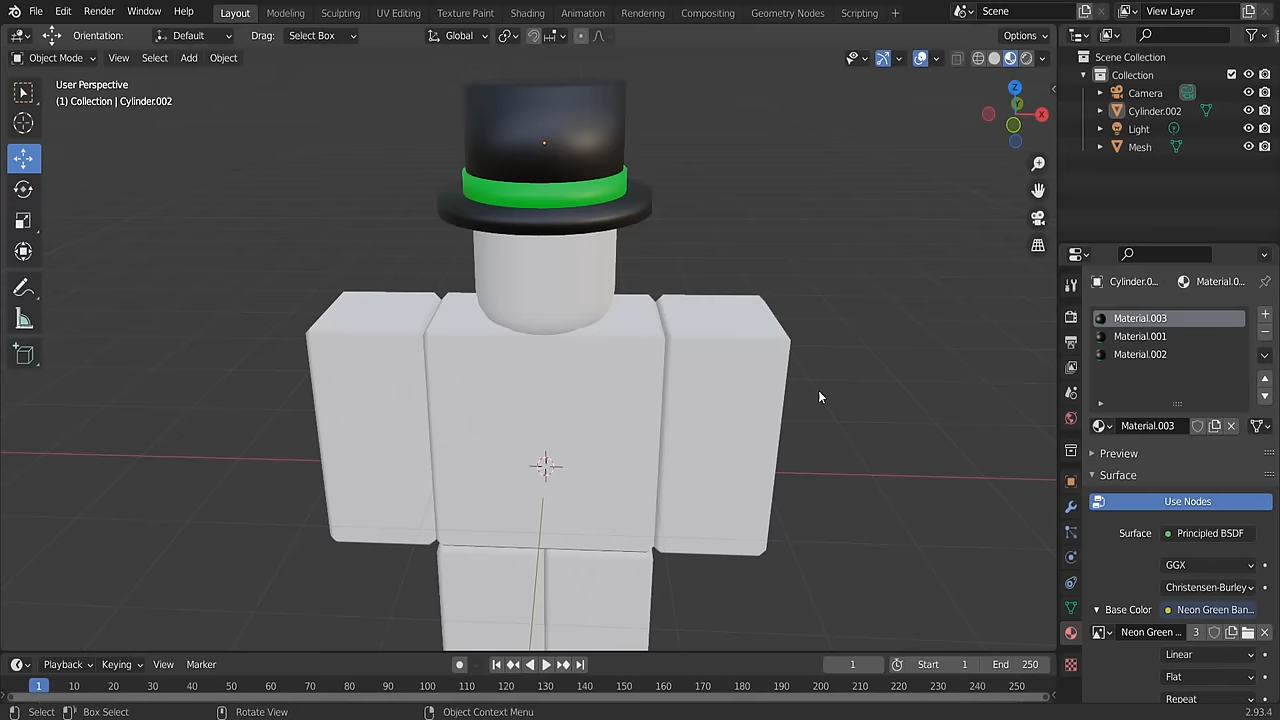 File Edit Render Window Help Layout Modeling Sculpting UV Editing Texture Paint Shading Animation Rendering Compositing Geometry Nodes Scripting + Scene View Layer
Orientation: Default Drag: Select Box Global Options
Object Mode View Select Add Object
User Perspective
(1) Collection | Cylinder.002
Z
Y
X
Scene Collection
Collection
Camera
Cylinder.002
Light
Mesh
Cylinder.0... Material.0...
Material.003
Material.001
Material.002
Material.003
Preview
Surface
Use Nodes
Surface Principled BSDF
GGX
Christensen-Burley
Base Color Neon Green Ban...
Neon Green ... 3
Linear
Flat
Repeat
Playback Keying View Marker 1 Start 1 End 250
1 10 20 30 40 50 60 70 80 90 100 110 120 130 140 150 160 170 180 190 200 210 220 230 240 250
Select Box Select Rotate View Object Context Menu 2.93.4